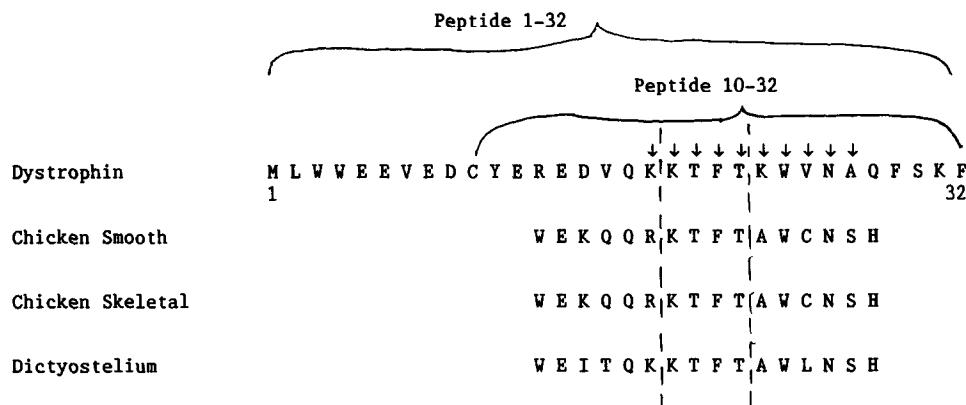 Peptide 1-32
Peptide 10-32
↓ ↓ ↓ ↓ ↓ ↓ ↓ ↓ ↓ ↓
Dystrophin M L W W E E V E D C Y E R E D V Q K K T F T K W V N A Q F S K F
1 32
Chicken Smooth W E K Q Q R K T F T A W C N S H
Chicken Skeletal W E K Q Q R K T F T A W C N S H
Dictyostelium W E I T Q K K T F T A W L N S H